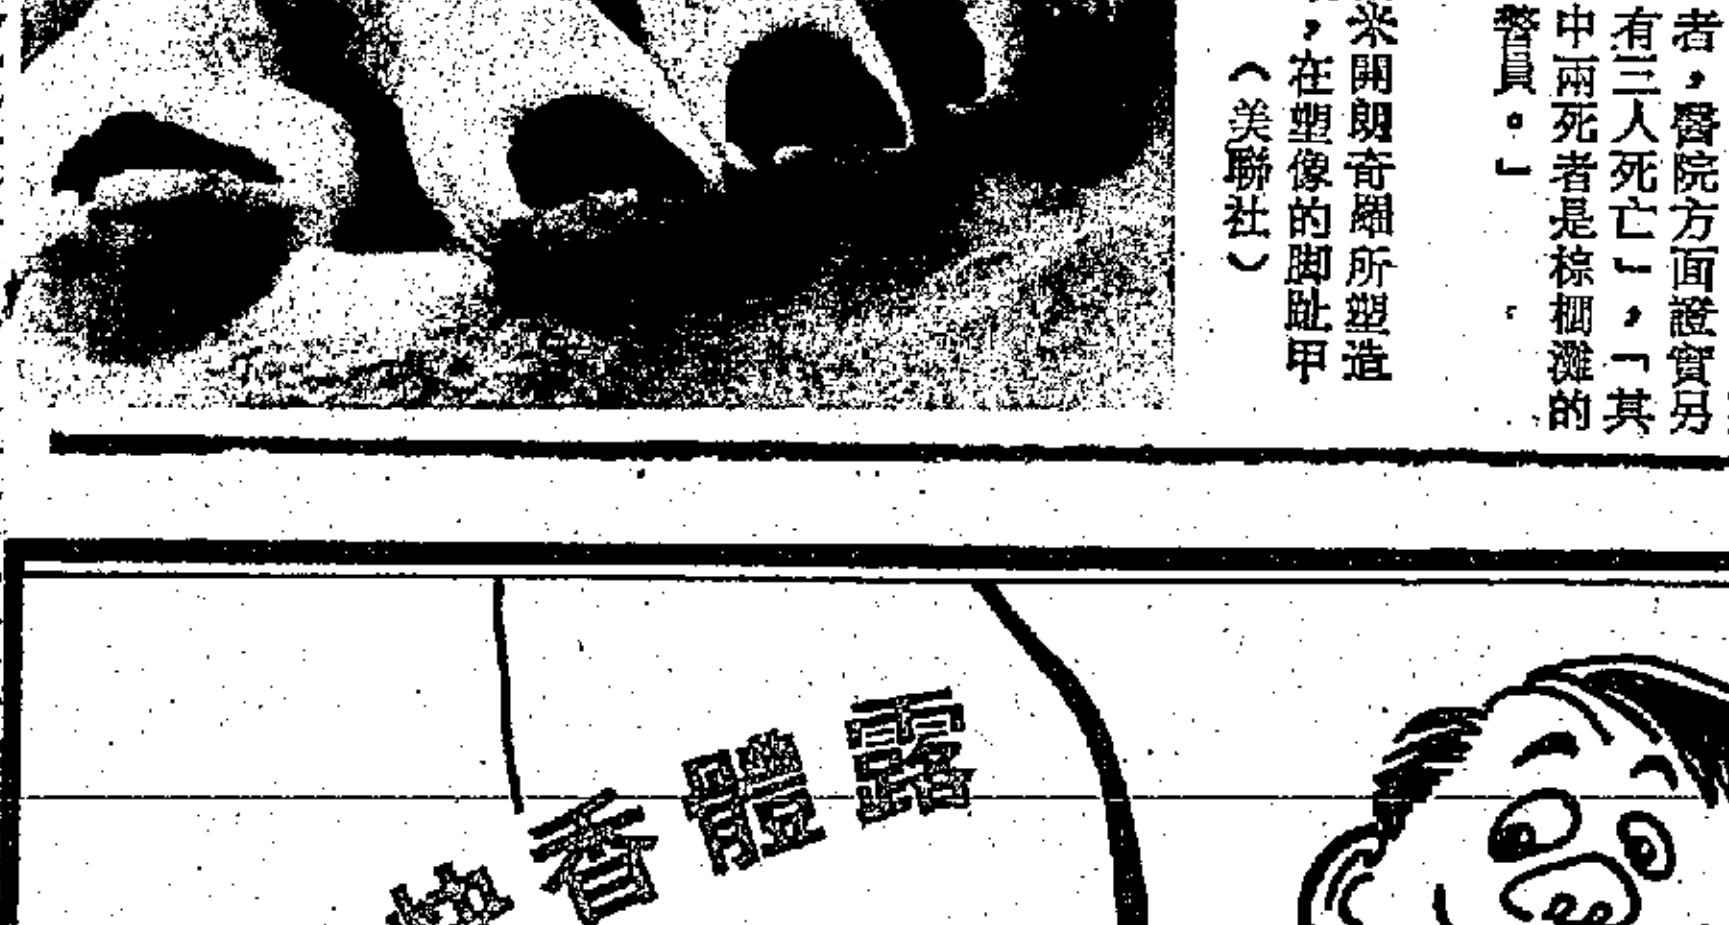 者，醫院方面證實另
有三人死亡」，「其
中兩死者是棕櫚灘的
警員。」
米開朗奇羅所塑造
，在塑像的脚趾甲
（美聯社）
露體香